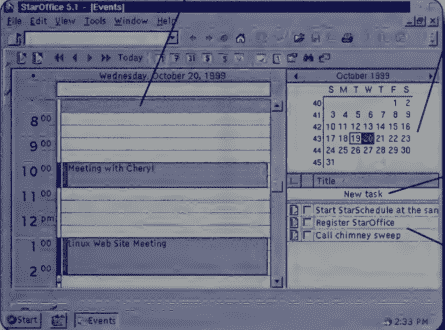 StarOffice 5.1 - [Events]
File Edit View Tools Window Help
Today
Wednesday, October 20, 1999
October 1999
S M T W T F S
40 1 2
41 3 4 5 6 7 8 9
42 10 11 12 13 14 15 16
43 17 18 19 20 21 22 23
44 24 25 26 27 28 29 30
45 31
8 00
9 00
10 00 Meeting with Cheryl
11 00
12 pm
1 00 Linux Web Site Meeting
2 00
Title
New task
Start StarSchedule at the san
Register StarOffice
Call chimney sweep
Start
Events
2:33 PM